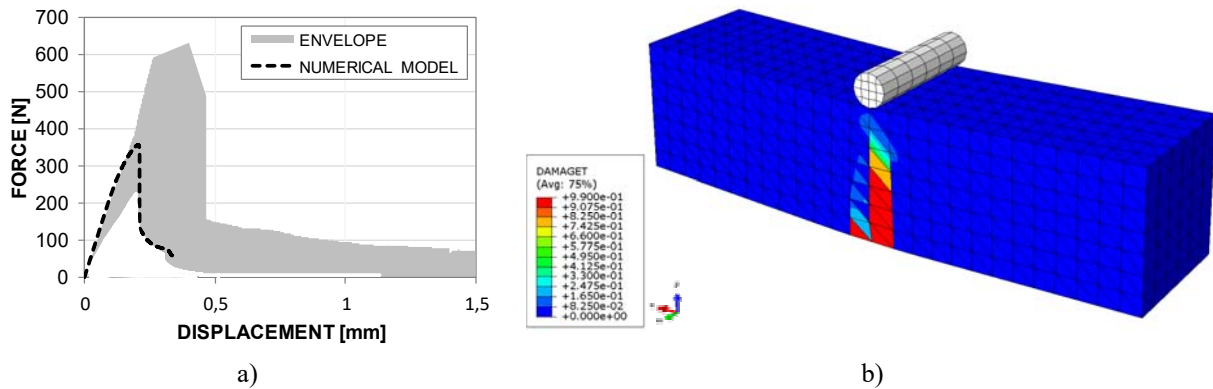 700
600
500
400
300
200
100
0
FORCE [N]
ENVELOPE
NUMERICAL MODEL
0
0,5
1
1,5
DISPLACEMENT [mm]
a)
DAMAGET
(Avg: 75%)
+9.900e-01
+9.075e-01
+8.250e-01
+7.425e-01
+6.600e-01
+5.775e-01
+4.950e-01
+4.125e-01
+3.300e-01
+2.475e-01
+1.650e-01
+8.250e-02
+0.000e+00
b)